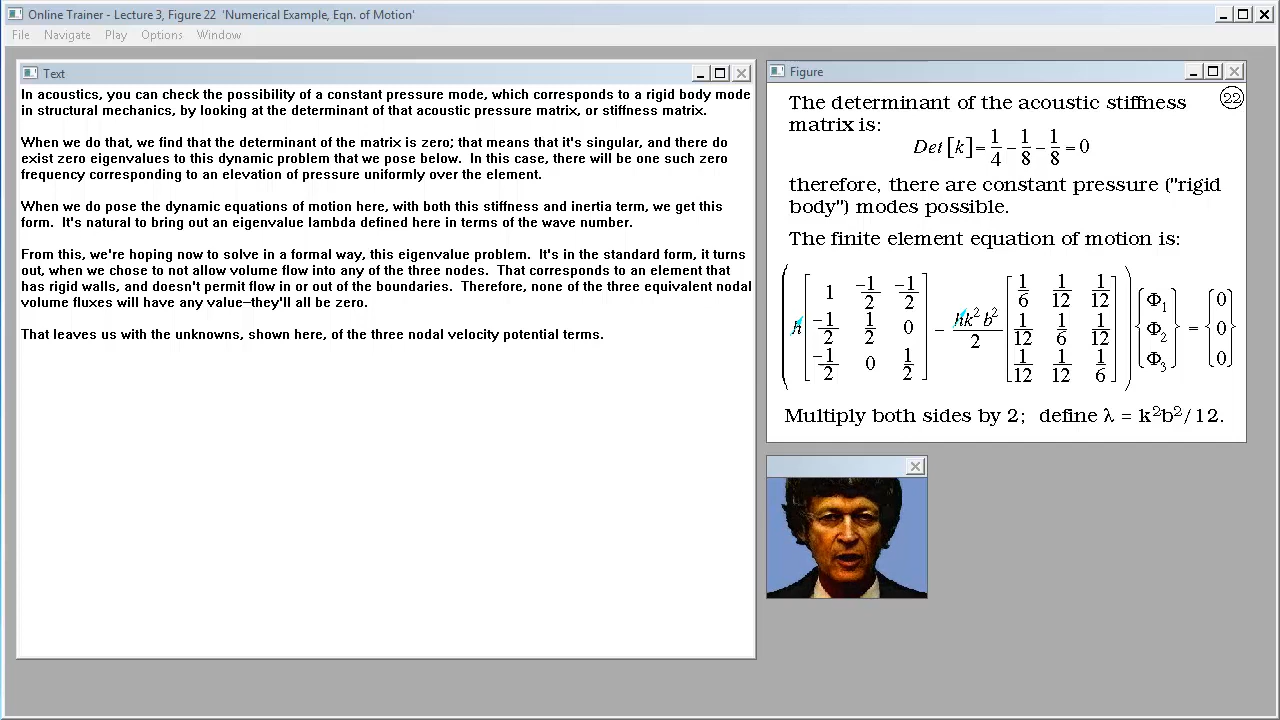 Online Trainer - Lecture 3, Figure 22 'Numerical Example, Eqn. of Motion'
File Navigate Play Options Window
Text
In acoustics, you can check the possibility of a constant pressure mode, which corresponds to a rigid body mode
in structural mechanics, by looking at the determinant of that acoustic pressure matrix, or stiffness matrix.
When we do that, we find that the determinant of the matrix is zero; that means that it's singular, and there do
exist zero eigenvalues to this dynamic problem that we pose below. In this case, there will be one such zero
frequency corresponding to an elevation of pressure uniformly over the element.
When we do pose the dynamic equations of motion here, with both this stiffness and inertia term, we get this
form. It's natural to bring out an eigenvalue lambda defined here in terms of the wave number.
From this, we're hoping now to solve in a formal way, this eigenvalue problem. It's in the standard form, it turns
out, when we chose to not allow volume flow into any of the three nodes. That corresponds to an element that
has rigid walls, and doesn't permit flow in or out of the boundaries. Therefore, none of the three equivalent nodal
volume fluxes will have any value--they'll all be zero.
That leaves us with the unknowns, shown here, of the three nodal velocity potential terms.
Figure
22
The determinant of the acoustic stiffness
matrix is:
Det [k] = 1/4 − 1/8 − 1/8 = 0
therefore, there are constant pressure ("rigid
body") modes possible.
The finite element equation of motion is:
( h [ 1 −1/2 −1/2 ] − hk²b²/2 [ 1/6 1/12 1/12 ] ) { Φ1 } = { 0 }
[ −1/2 1/2 0 ] [ 1/12 1/6 1/12 ] { Φ2 } { 0 }
[ −1/2 0 1/2 ] [ 1/12 1/12 1/6 ] { Φ3 } { 0 }
Multiply both sides by 2; define λ = k²b²/12.